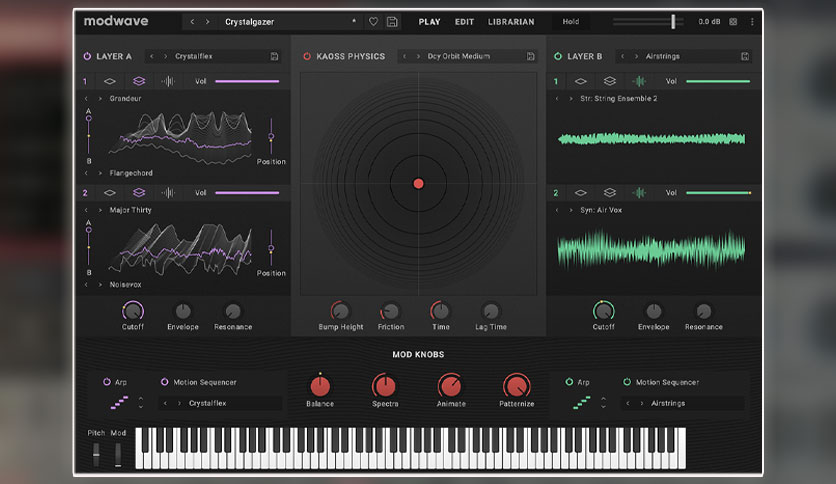 modwave
Crystalgazer *
PLAY EDIT LIBRARIAN Hold 0.0 dB
LAYER A Crystalflex
1 Vol
Grandeur
A
B
Position
Flangechord
2 Vol
Major Thirty
A
B
Position
Noisevox
Cutoff Envelope Resonance
KAOSS PHYSICS Dcy Orbit Medium
Bump Height Friction Time Lag Time
LAYER B Airstrings
1 Vol
Str: String Ensemble 2
2 Vol
Syn: Air Vox
Cutoff Envelope Resonance
MOD KNOBS
Arp Motion Sequencer
Crystalflex
Balance Spectra Animate Patternize
Arp Motion Sequencer
Airstrings
Pitch Mod